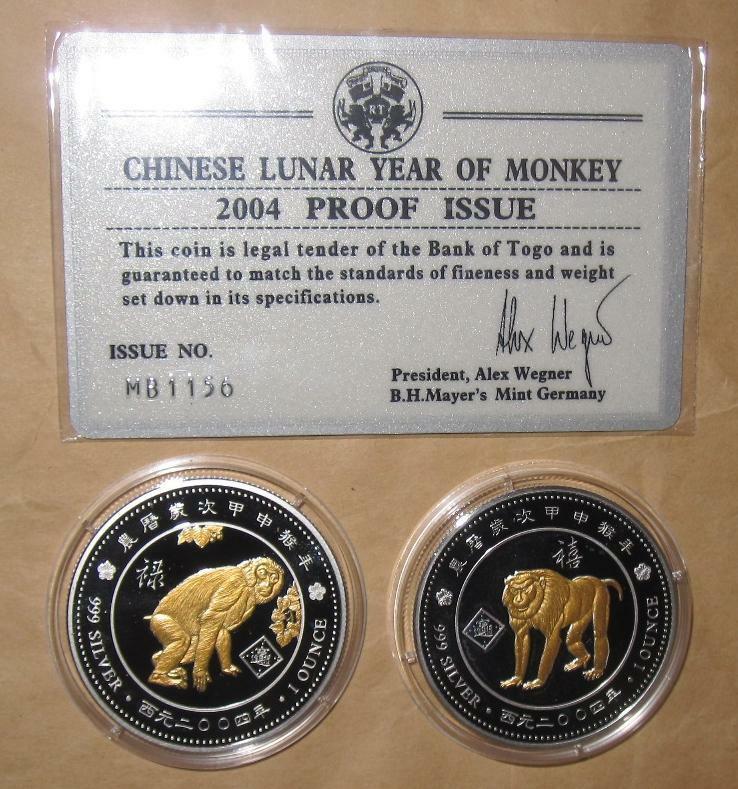 RT
CHINESE LUNAR YEAR OF MONKEY
2004 PROOF ISSUE
This coin is legal tender of the Bank of Togo and is
guaranteed to match the standards of fineness and weight
set down in its specifications.
Alex Wegner
ISSUE NO.
MB1156
President, Alex Wegner
B.H.Mayer's Mint Germany
農曆歲次甲申猴年
祿
999 SILVER • 西元二〇〇四年 • 1 OUNCE
農曆歲次甲申猴年
禧
999 SILVER • 西元二〇〇四年 • 1 OUNCE